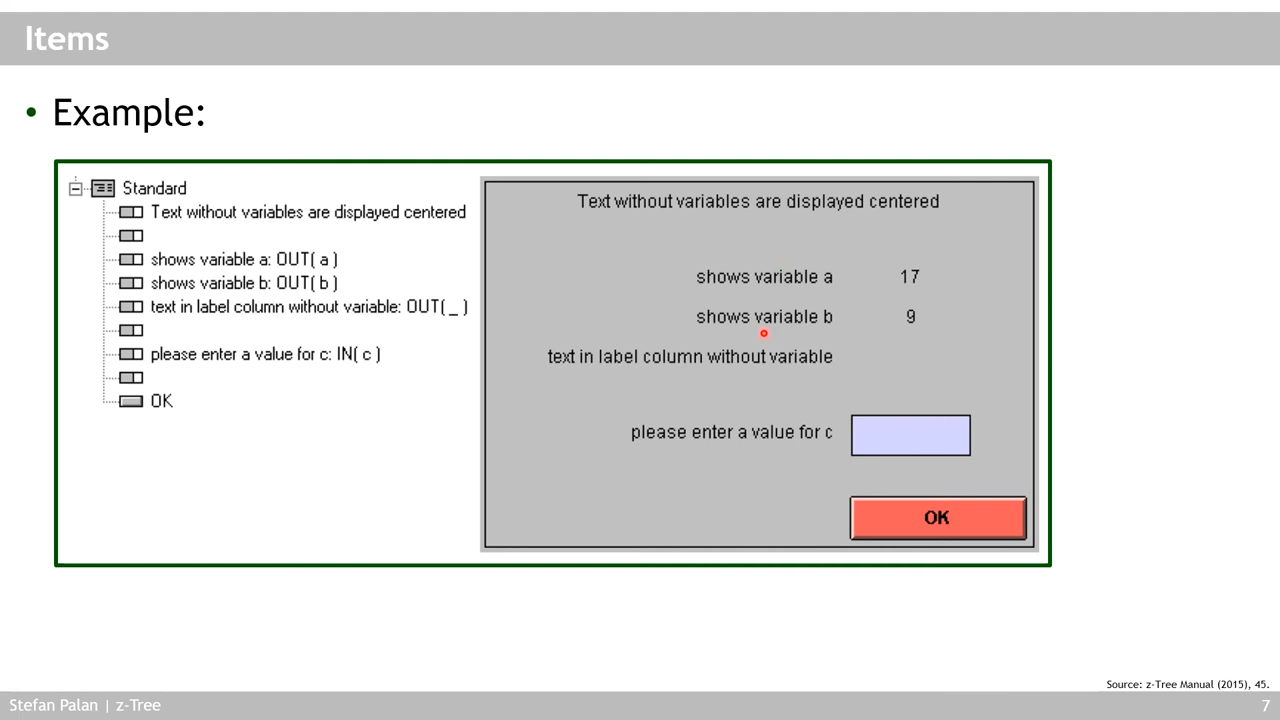 Items
• Example:
Standard
Text without variables are displayed centered
shows variable a: OUT( a )
shows variable b: OUT( b )
text in label column without variable: OUT( _ )
please enter a value for c: IN( c )
OK
Text without variables are displayed centered
shows variable a 17
shows variable b 9
text in label column without variable
please enter a value for c
OK
Source: z-Tree Manual (2015), 45.
Stefan Palan | z-Tree 7